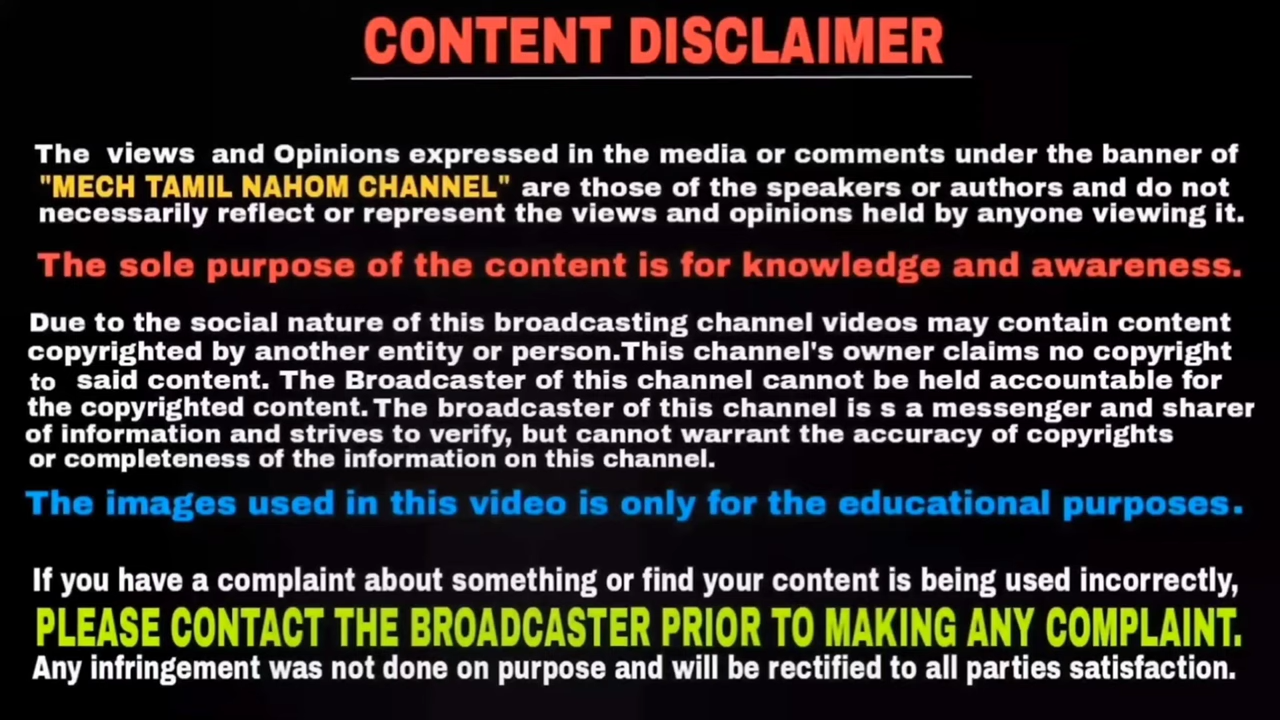 CONTENT DISCLAIMER
The views and Opinions expressed in the media or comments under the banner of
"MECH TAMIL NAHOM CHANNEL" are those of the speakers or authors and do not
necessarily reflect or represent the views and opinions held by anyone viewing it.
The sole purpose of the content is for knowledge and awareness.
Due to the social nature of this broadcasting channel videos may contain content
copyrighted by another entity or person.This channel's owner claims no copyright
to said content. The Broadcaster of this channel cannot be held accountable for
the copyrighted content. The broadcaster of this channel is s a messenger and sharer
of information and strives to verify, but cannot warrant the accuracy of copyrights
or completeness of the information on this channel.
The images used in this video is only for the educational purposes.
If you have a complaint about something or find your content is being used incorrectly,
PLEASE CONTACT THE BROADCASTER PRIOR TO MAKING ANY COMPLAINT.
Any infringement was not done on purpose and will be rectified to all parties satisfaction.